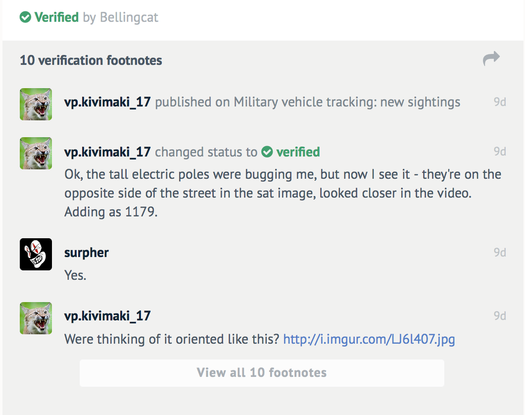 Verified by Bellingcat
10 verification footnotes
vp.kivimaki_17 published on Military vehicle tracking: new sightings 9d
vp.kivimaki_17 changed status to verified 9d
Ok, the tall electric poles were bugging me, but now I see it - they're on the
opposite side of the street in the sat image, looked closer in the video.
Adding as 1179.
surpher 9d
Yes.
vp.kivimaki_17 9d
Were thinking of it oriented like this? http://i.imgur.com/LJ6l407.jpg
View all 10 footnotes